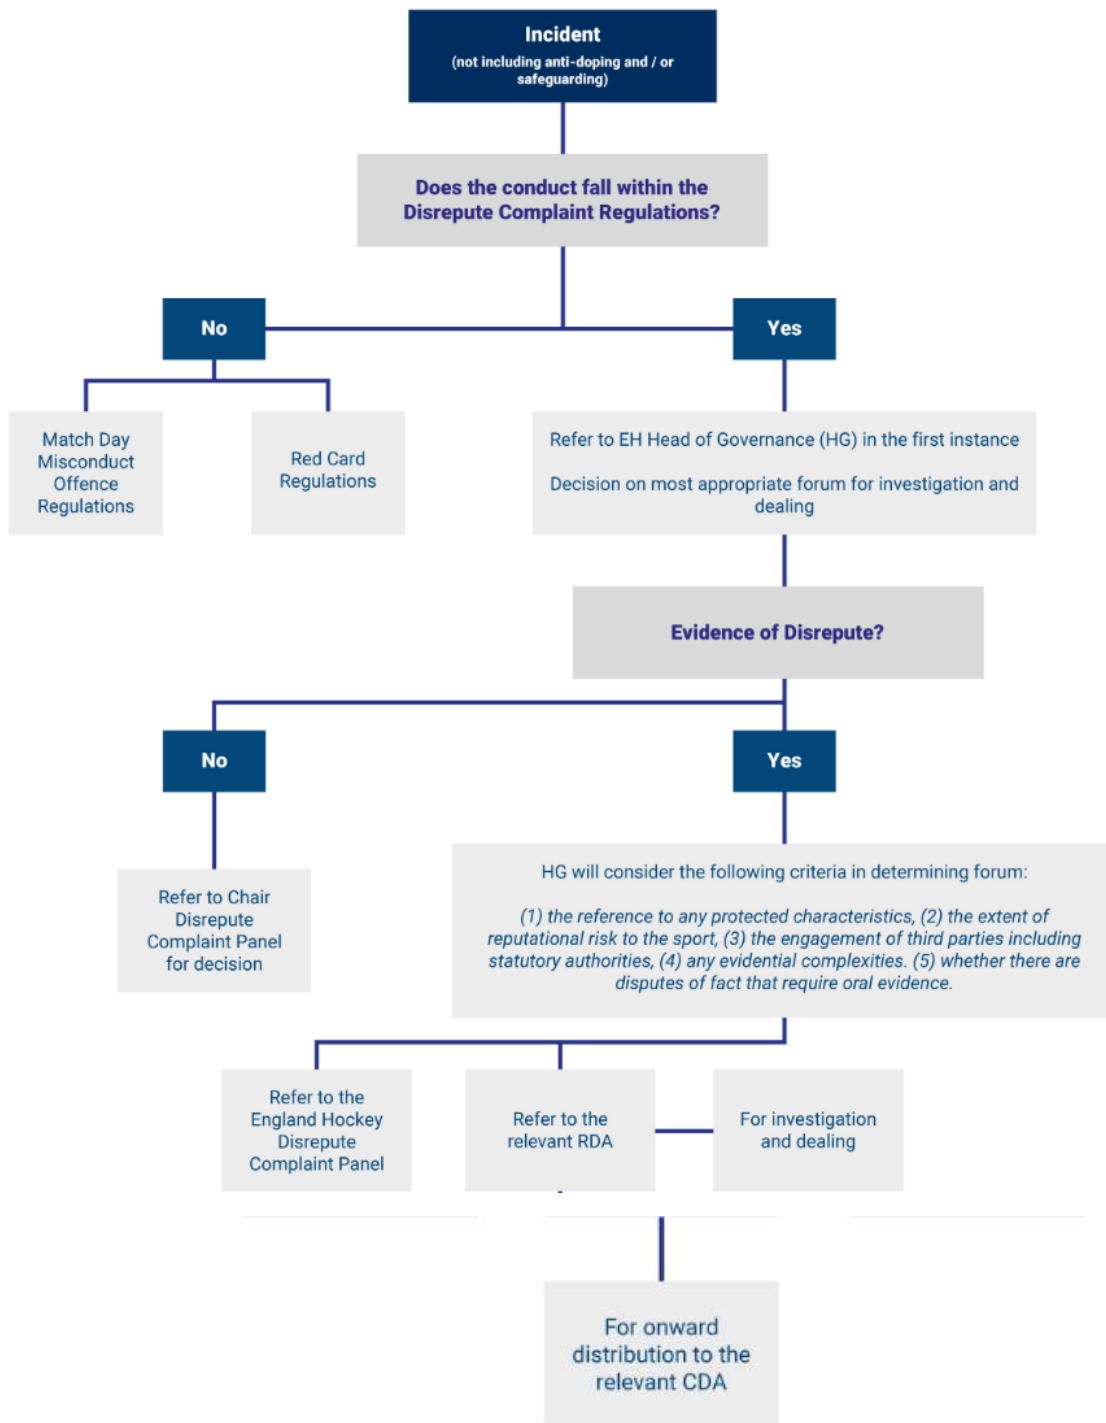 Incident
(not including anti-doping and / or
safeguarding)
Does the conduct fall within the
Disrepute Complaint Regulations?
No
Yes
Match Day
Misconduct
Offence
Regulations
Red Card
Regulations
Refer to EH Head of Governance (HG) in the first instance
Decision on most appropriate forum for investigation and
dealing
Evidence of Disrepute?
No
Yes
Refer to Chair
Disrepute
Complaint Panel
for decision
HG will consider the following criteria in determining forum:
(1) the reference to any protected characteristics, (2) the extent of
reputational risk to the sport, (3) the engagement of third parties including
statutory authorities, (4) any evidential complexities. (5) whether there are
disputes of fact that require oral evidence.
Refer to the
England Hockey
Disrepute
Complaint Panel
Refer to the
relevant RDA
For investigation
and dealing
For onward
distribution to the
relevant CDA